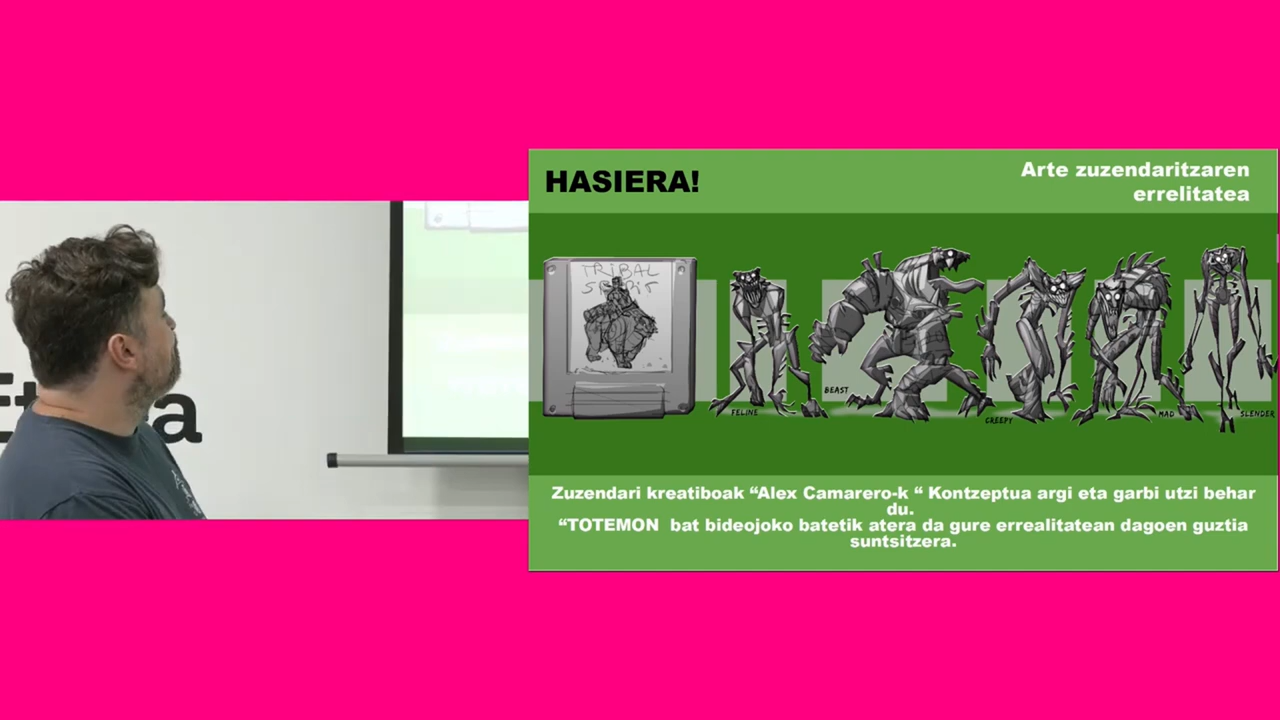 HASIERA!
Arte zuzendaritzaren
errelitatea
TRIBAL
SPIRIT
FELINE
BEAST
CREEPY
MAD
SLENDER
Zuzendari kreatiboak “Alex Camarero-k “ Kontzeptua argi eta garbi utzi behar
du.
“TOTEMON bat bideojoko batetik atera da gure errealitatean dagoen guztia
suntsitzera.